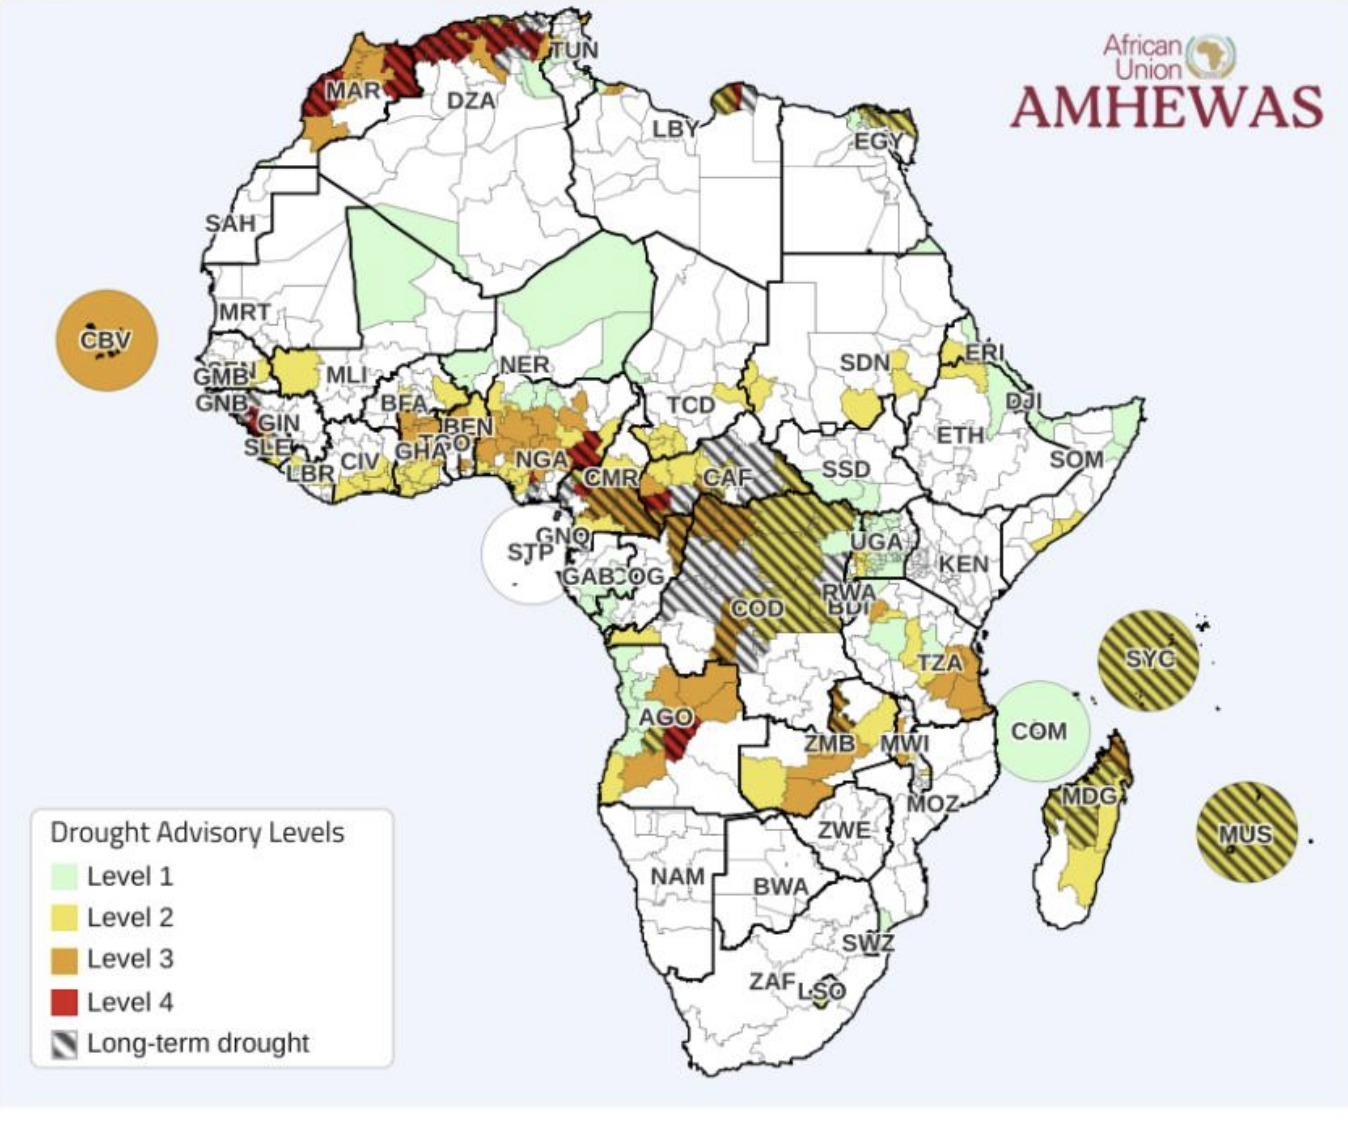 African
Union
AMHEWAS
TUN
MAR
DZA
LBY
EGY
SAH
MRT
CBV
SEN
GMB
MLI
NER
SDN
ERI
GNB
BFA
TCD
DJI
GIN
BEN
ETH
SLE
TGO
GHA
CIV
LBR
NGA
CMR
CAF
SSD
SOM
GNQ
STP
UGA
KEN
GAB
COG
RWA
BDI
COD
SYC
TZA
AGO
COM
ZMB
MWI
MDG
MOZ
ZWE
MUS
NAM
BWA
SWZ
ZAF
LSO
Drought Advisory Levels
Level 1
Level 2
Level 3
Level 4
Long-term drought